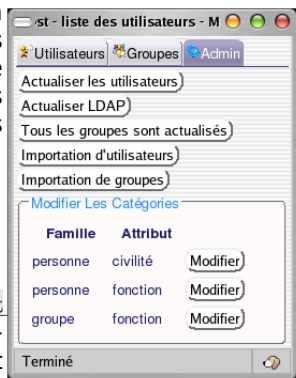 st - liste des utilisateurs - M
Utilisateurs Groupes Admin
Actualiser les utilisateurs
Actualiser LDAP
Tous les groupes sont actualisés
Importation d'utilisateurs
Importation de groupes
Modifier Les Catégories
Famille Attribut
personne civilité Modifier
personne fonction Modifier
groupe fonction Modifier
Terminé